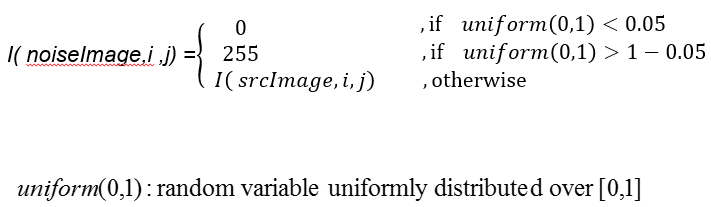 I( noiseImage,i ,j) = { 0 , if uniform(0,1) < 0.05
255 , if uniform(0,1) > 1 − 0.05
I( srcImage, i, j) , otherwise
uniform(0,1) : random variable uniformly distributed over [0,1]